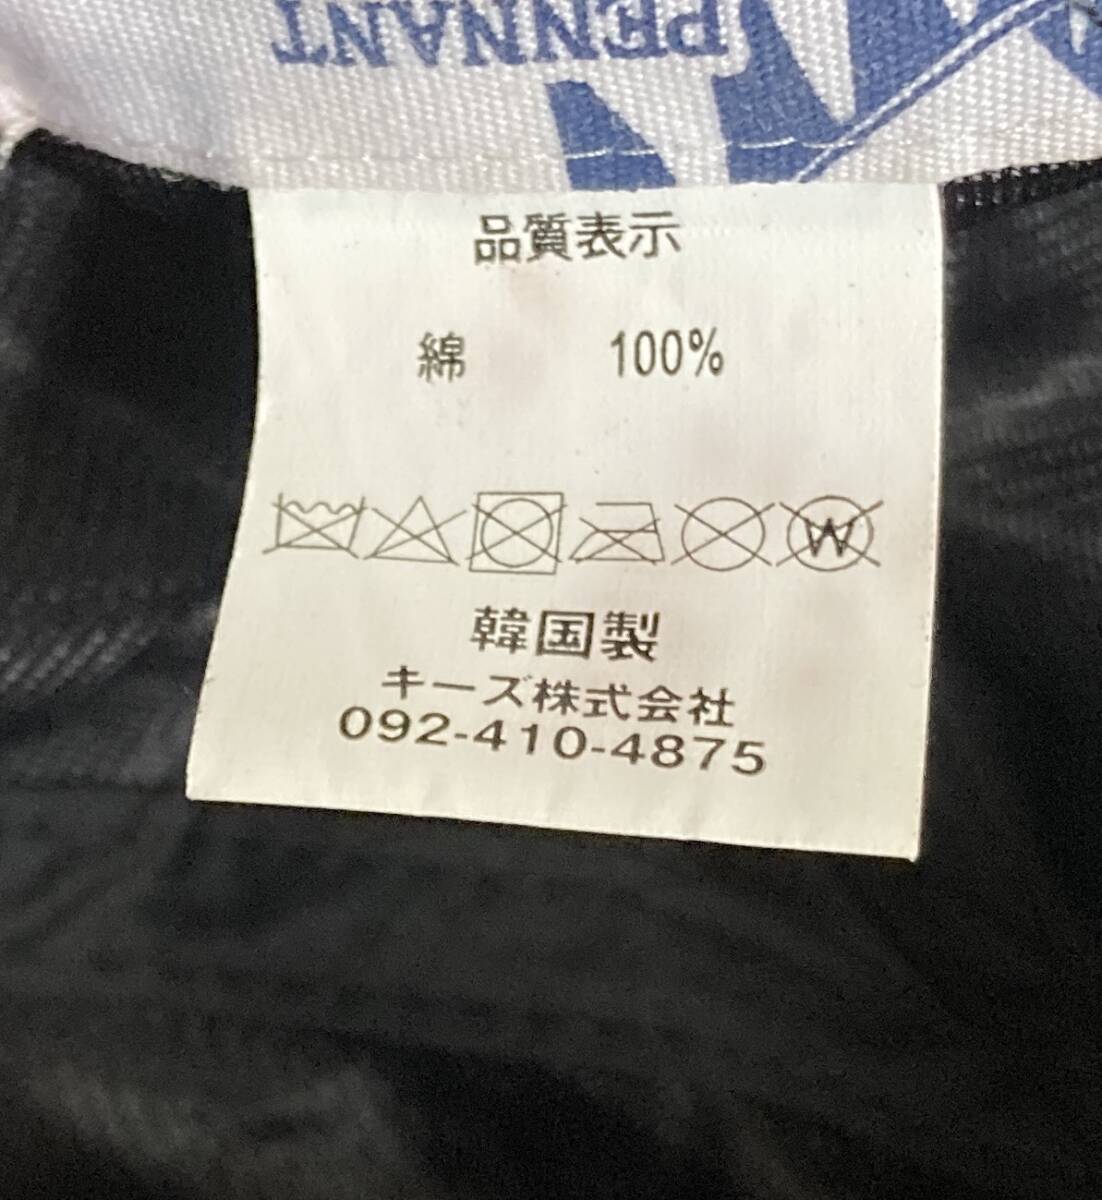 PENNANT
品質表示
綿 100%
W
韓国製
キーズ株式会社
092-410-4875